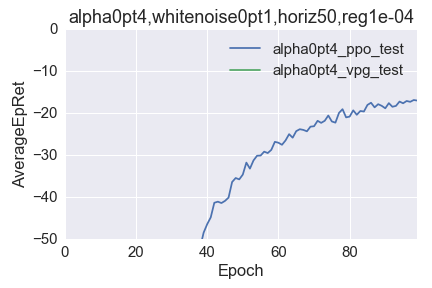 alpha0pt4,whitenoise0pt1,horiz50,reg1e-04
0
−10
−20
−30
−40
−50
AverageEpRet
alpha0pt4_ppo_test
alpha0pt4_vpg_test
0 20 40 60 80
Epoch